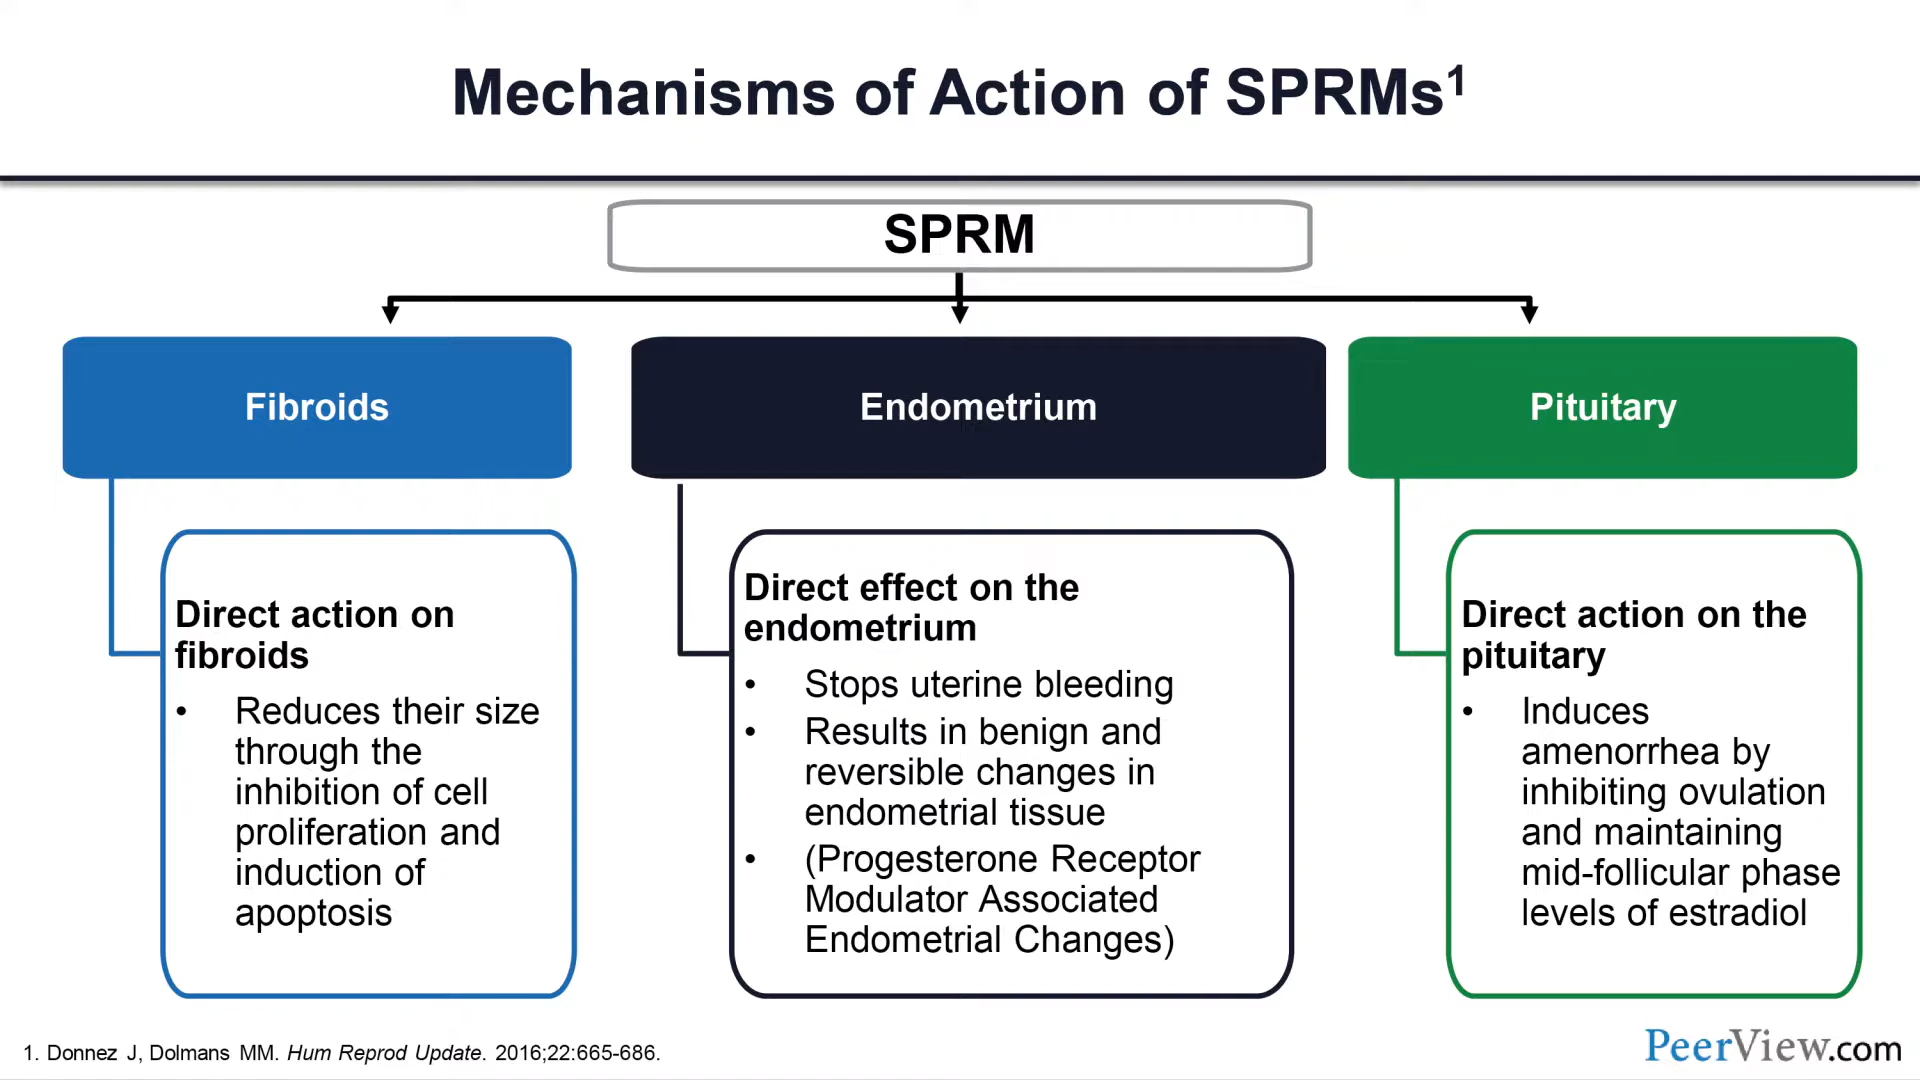 Mechanisms of Action of SPRMs¹
SPRM
Fibroids
Direct action on
fibroids
• Reduces their size
through the
inhibition of cell
proliferation and
induction of
apoptosis
Endometrium
Direct effect on the
endometrium
• Stops uterine bleeding
• Results in benign and
reversible changes in
endometrial tissue
• (Progesterone Receptor
Modulator Associated
Endometrial Changes)
Pituitary
Direct action on the
pituitary
• Induces
amenorrhea by
inhibiting ovulation
and maintaining
mid-follicular phase
levels of estradiol
1. Donnez J, Dolmans MM. Hum Reprod Update. 2016;22:665-686.
PeerView.com